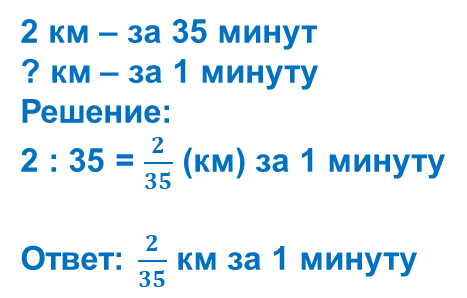 2 км – за 35 минут
? км – за 1 минуту
Решение:
2 : 35 = 2/35 (км) за 1 минуту
Ответ: 2/35 км за 1 минуту